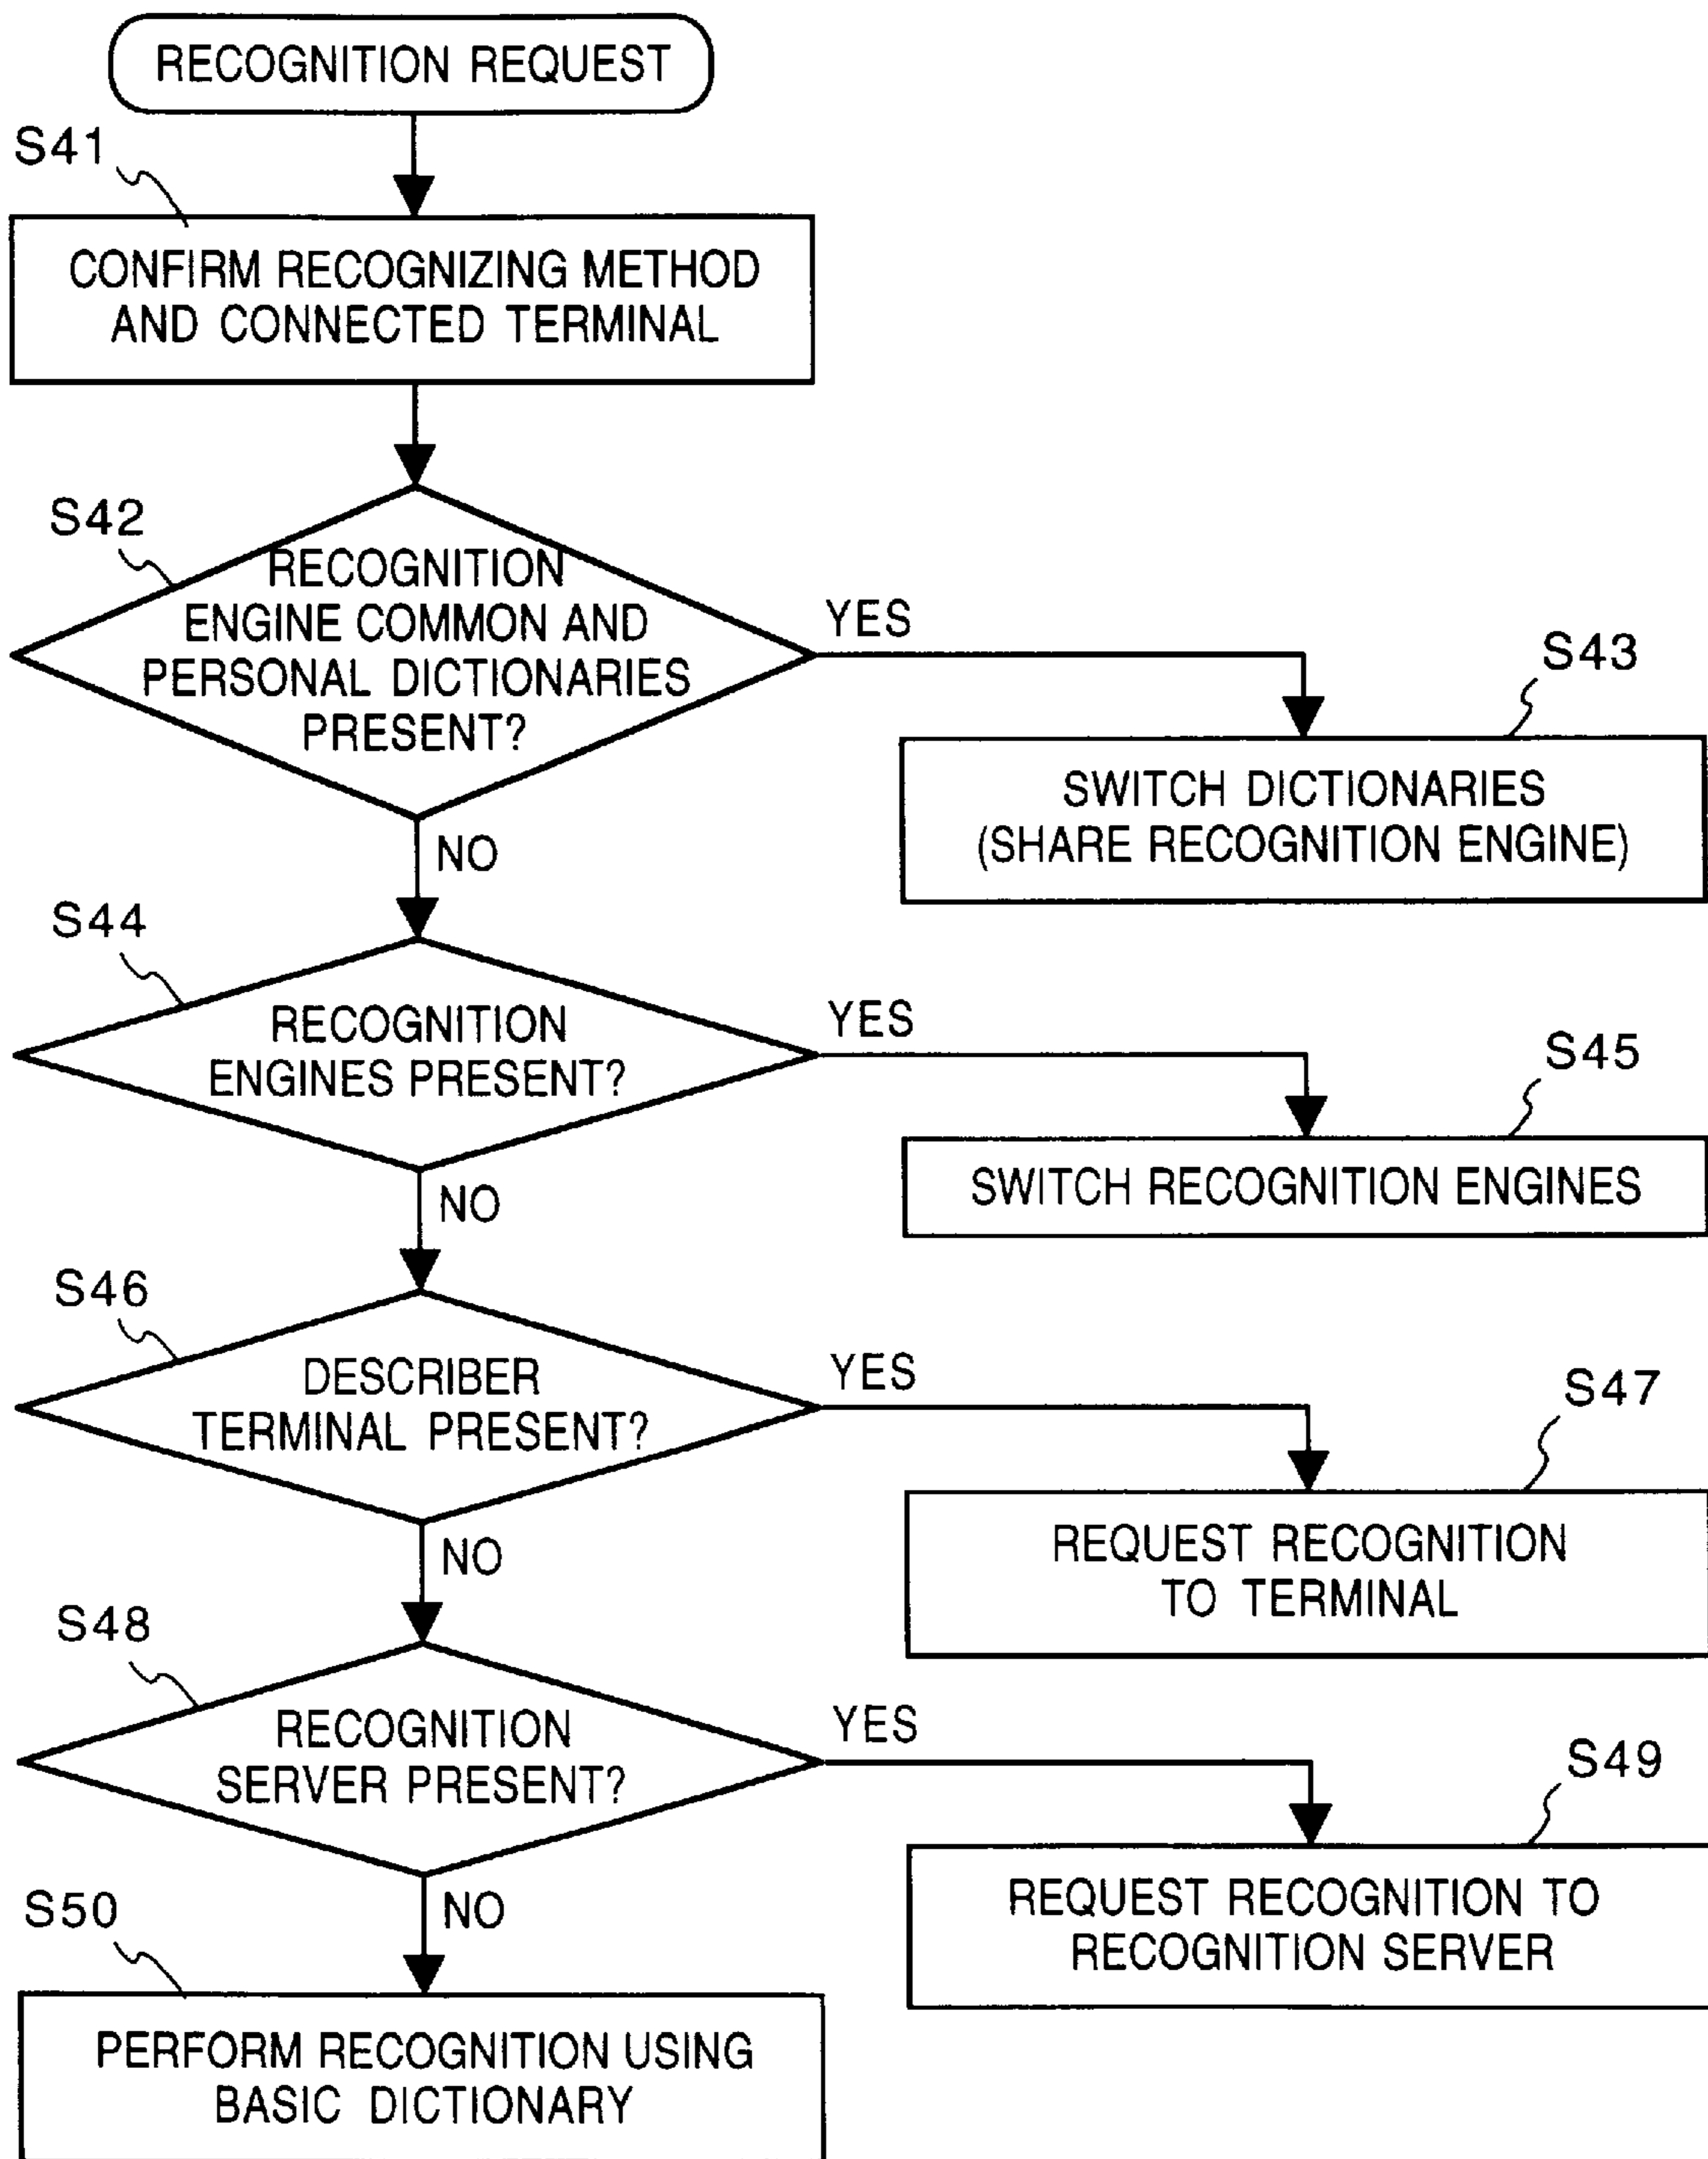 RECOGNITION REQUEST
S41
CONFIRM RECOGNIZING METHOD
AND CONNECTED TERMINAL
S42
RECOGNITION
ENGINE COMMON AND
PERSONAL DICTIONARIES
PRESENT?
YES
S43
SWITCH DICTIONARIES
(SHARE RECOGNITION ENGINE)
NO
S44
RECOGNITION
ENGINES PRESENT?
YES
S45
SWITCH RECOGNITION ENGINES
NO
S46
DESCRIBER
TERMINAL PRESENT?
YES
S47
REQUEST RECOGNITION
TO TERMINAL
NO
S48
RECOGNITION
SERVER PRESENT?
YES
S49
REQUEST RECOGNITION TO
RECOGNITION SERVER
NO
S50
PERFORM RECOGNITION USING
BASIC DICTIONARY